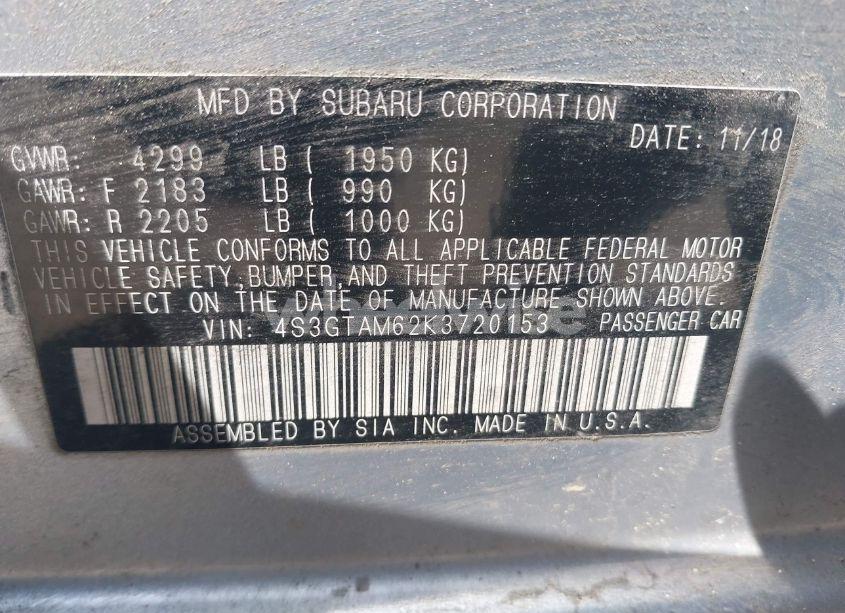 MFD BY SUBARU CORPORATION
DATE: 11/18
GVWR: 4299 LB ( 1950 KG)
GAWR: F 2183 LB ( 990 KG)
GAWR: R 2205 LB ( 1000 KG)
THIS VEHICLE CONFORMS TO ALL APPLICABLE FEDERAL MOTOR
VEHICLE SAFETY, BUMPER, AND THEFT PREVENTION STANDARDS
IN EFFECT ON THE DATE OF MANUFACTURE SHOWN ABOVE.
VIN: 4S3GTAM62K3720153 PASSENGER CAR
ASSEMBLED BY SIA INC. MADE IN U.S.A.